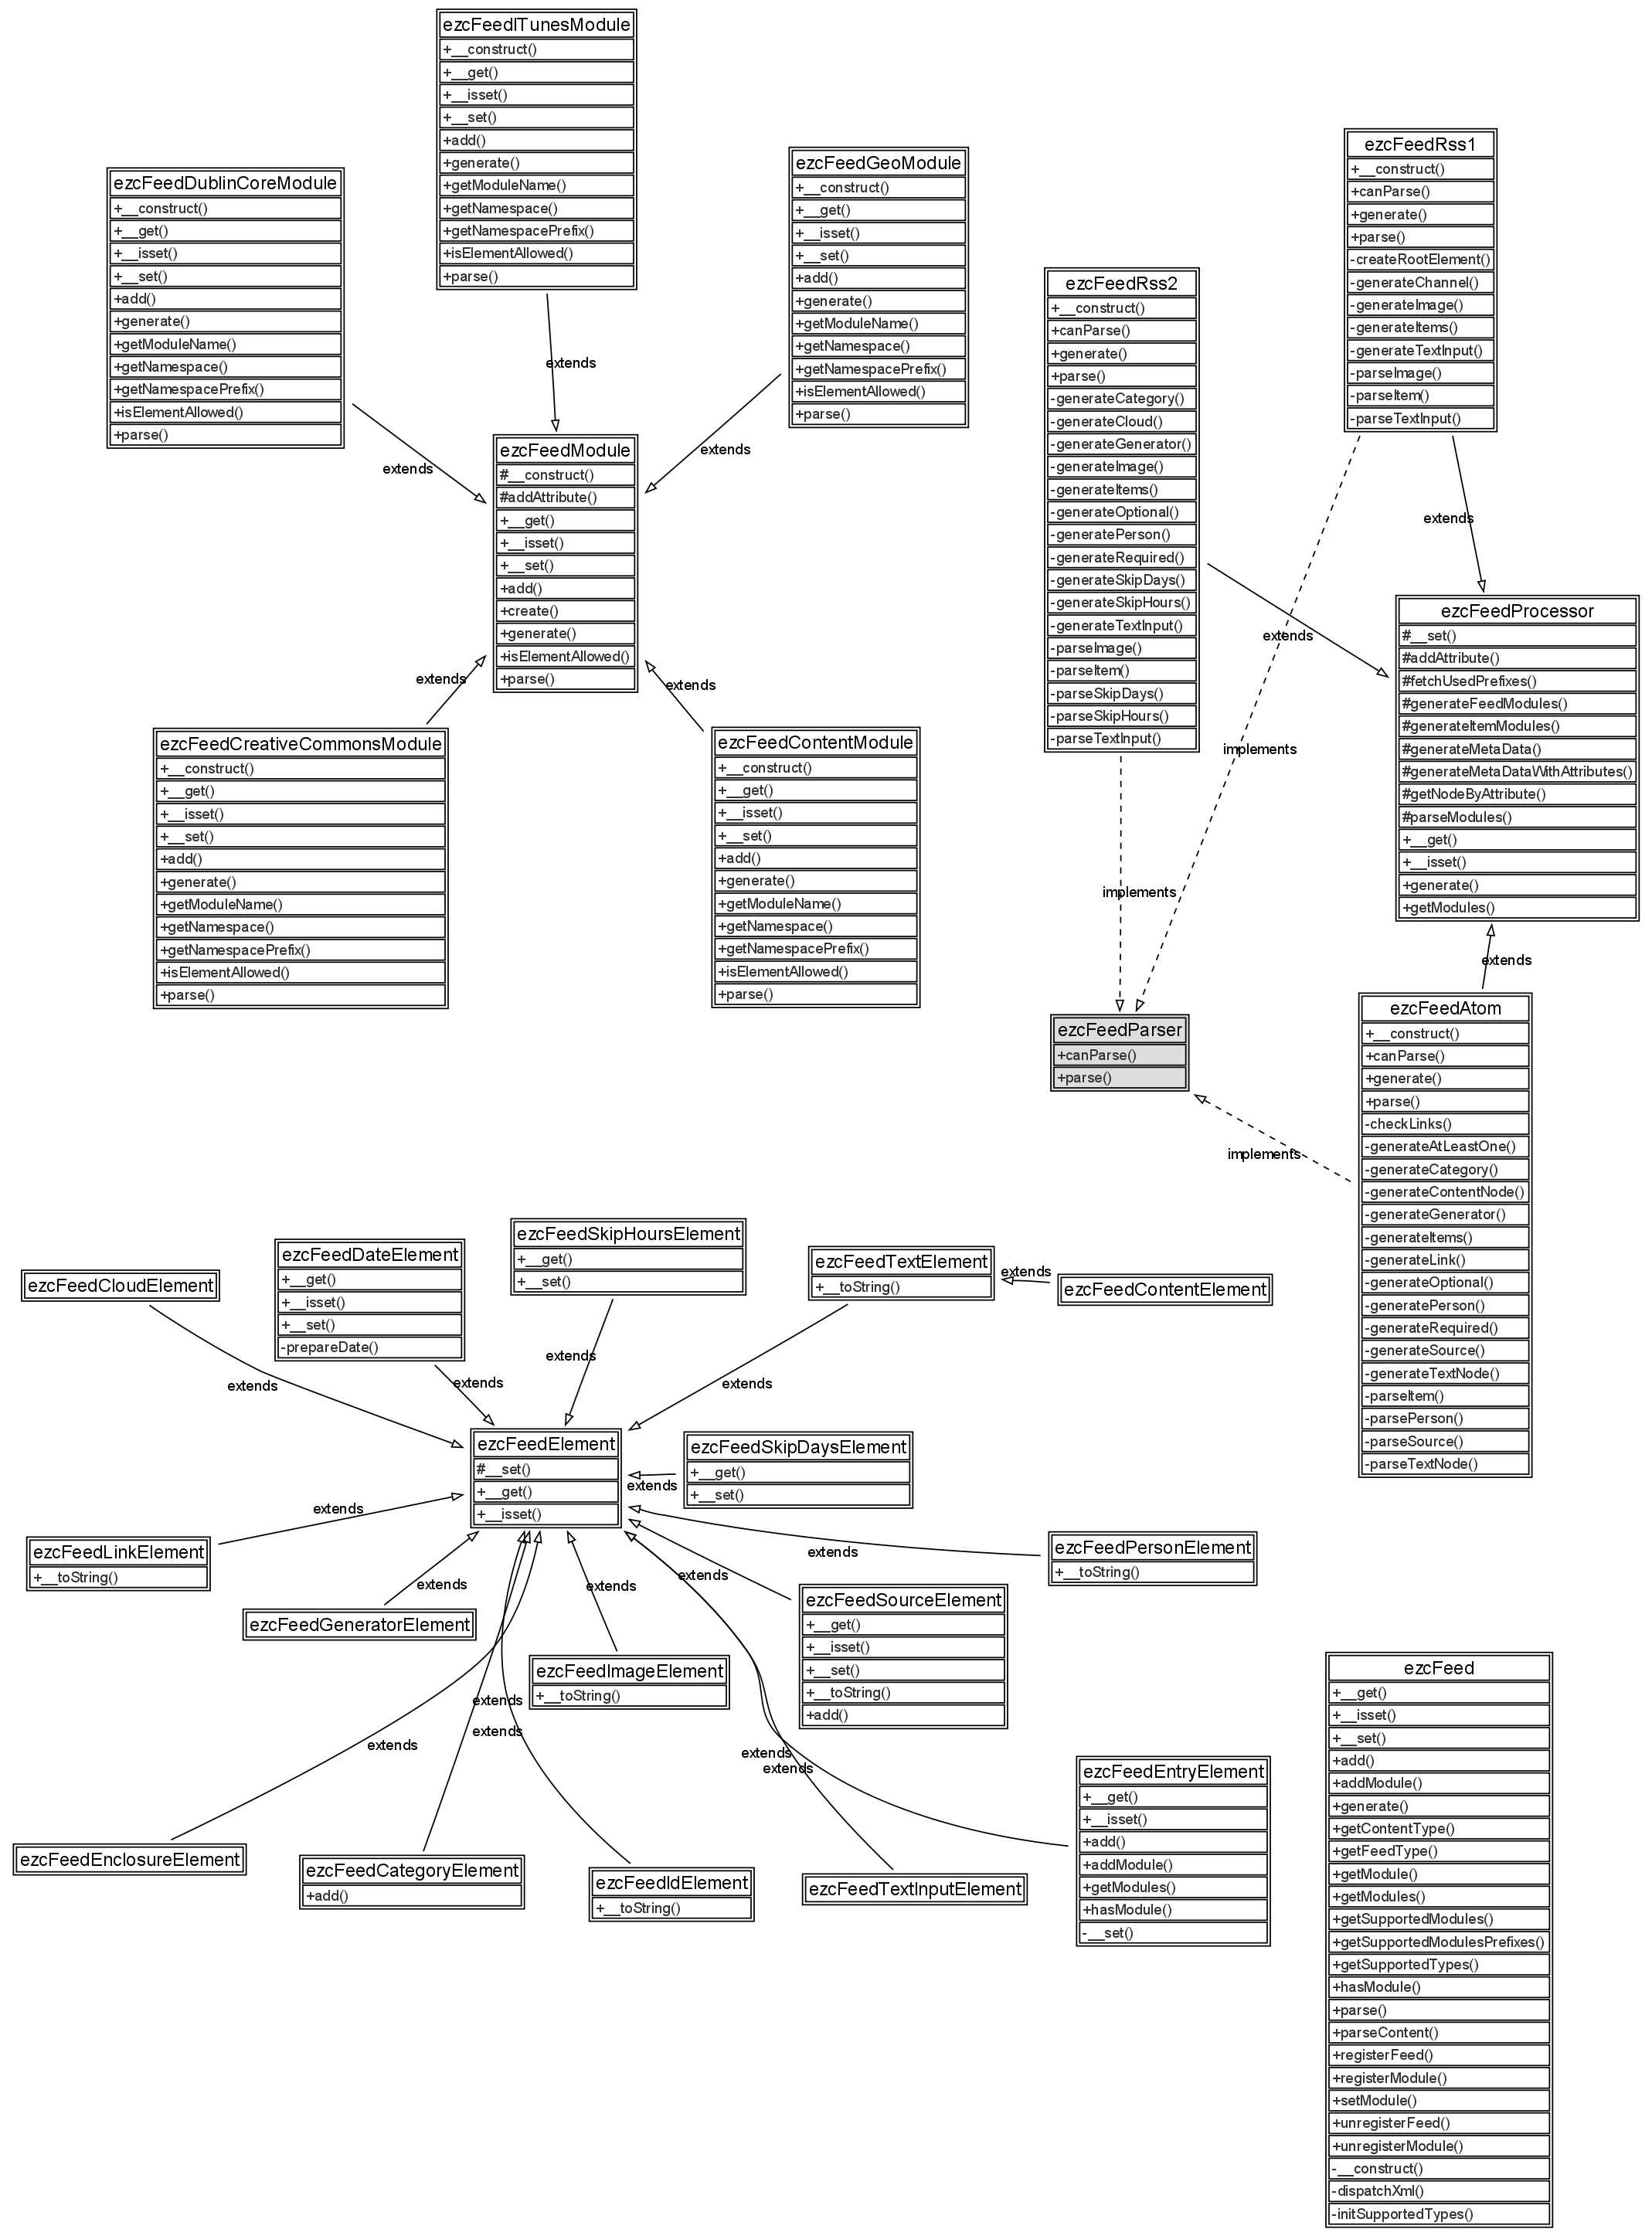 ezcFeedITunesModule
+__construct()
+__get()
+__isset()
+__set()
+add()
+generate()
+getModuleName()
+getNamespace()
+getNamespacePrefix()
+isElementAllowed()
+parse()
ezcFeedDublinCoreModule
+__construct()
+__get()
+__isset()
+__set()
+add()
+generate()
+getModuleName()
+getNamespace()
+getNamespacePrefix()
+isElementAllowed()
+parse()
ezcFeedGeoModule
+__construct()
+__get()
+__isset()
+__set()
+add()
+generate()
+getModuleName()
+getNamespace()
+getNamespacePrefix()
+isElementAllowed()
+parse()
extends
extends
extends
ezcFeedModule
#__construct()
#addAttribute()
+__get()
+__isset()
+__set()
+add()
+create()
+generate()
+isElementAllowed()
+parse()
extends
extends
ezcFeedCreativeCommonsModule
+__construct()
+__get()
+__isset()
+__set()
+add()
+generate()
+getModuleName()
+getNamespace()
+getNamespacePrefix()
+isElementAllowed()
+parse()
ezcFeedContentModule
+__construct()
+__get()
+__isset()
+__set()
+add()
+generate()
+getModuleName()
+getNamespace()
+getNamespacePrefix()
+isElementAllowed()
+parse()
ezcFeedRss1
+__construct()
+canParse()
+generate()
+parse()
-createRootElement()
-generateChannel()
-generateImage()
-generateItems()
-generateTextInput()
-parseImage()
-parseItem()
-parseTextInput()
ezcFeedRss2
+__construct()
+canParse()
+generate()
+parse()
-generateCategory()
-generateCloud()
-generateGenerator()
-generateImage()
-generateItems()
-generateOptional()
-generatePerson()
-generateRequired()
-generateSkipDays()
-generateSkipHours()
-generateTextInput()
-parseImage()
-parseItem()
-parseSkipDays()
-parseSkipHours()
-parseTextInput()
extends
extends
implements
implements
ezcFeedProcessor
#__set()
#addAttribute()
#fetchUsedPrefixes()
#generateFeedModules()
#generateItemModules()
#generateMetaData()
#generateMetaDataWithAttributes()
#getNodeByAttribute()
#parseModules()
+__get()
+__isset()
+generate()
+getModules()
extends
ezcFeedParser
+canParse()
+parse()
implements
ezcFeedAtom
+__construct()
+canParse()
+generate()
+parse()
-checkLinks()
-generateAtLeastOne()
-generateCategory()
-generateContentNode()
-generateGenerator()
-generateItems()
-generateLink()
-generateOptional()
-generatePerson()
-generateRequired()
-generateSource()
-generateTextNode()
-parseItem()
-parsePerson()
-parseSource()
-parseTextNode()
ezcFeedCloudElement
ezcFeedDateElement
+__get()
+__isset()
+__set()
-prepareDate()
ezcFeedSkipHoursElement
+__get()
+__set()
ezcFeedTextElement
+__toString()
extends
ezcFeedContentElement
extends
extends
extends
extends
ezcFeedElement
#__set()
+__get()
+__isset()
ezcFeedSkipDaysElement
+__get()
+__set()
extends
extends
ezcFeedLinkElement
+__toString()
extends
ezcFeedPersonElement
+__toString()
extends
extends
extends
ezcFeedGeneratorElement
ezcFeedSourceElement
+__get()
+__isset()
+__set()
+__toString()
+add()
ezcFeedImageElement
+__toString()
extends
extends
extends
extends
extends
ezcFeedEnclosureElement
ezcFeedCategoryElement
+add()
ezcFeedIdElement
+__toString()
ezcFeedTextInputElement
ezcFeedEntryElement
+__get()
+__isset()
+add()
+addModule()
+getModules()
+hasModule()
-__set()
ezcFeed
+__get()
+__isset()
+__set()
+add()
+addModule()
+generate()
+getContentType()
+getFeedType()
+getModule()
+getModules()
+getSupportedModules()
+getSupportedModulesPrefixes()
+getSupportedTypes()
+hasModule()
+parse()
+parseContent()
+registerFeed()
+registerModule()
+setModule()
+unregisterFeed()
+unregisterModule()
-__construct()
-dispatchXml()
-initSupportedTypes()